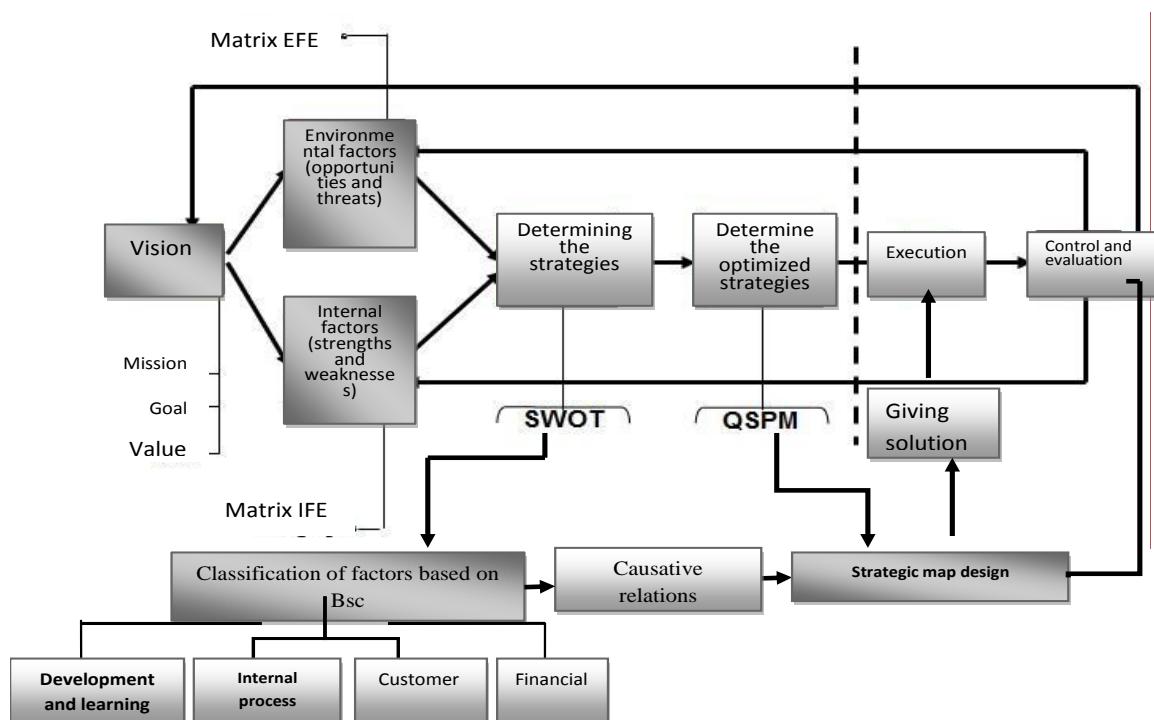 Matrix EFE
Environme
ntal factors
(opportuni
ties and
threats)
Vision
Determining
the
strategies
Determine
the
optimized
strategies
Execution
Control and
evaluation
Internal
factors
(strengths
and
weaknesse
s)
Mission
Goal
Value
SWOT
QSPM
Giving
solution
Matrix IFE
Classification of factors based on
Bsc
Causative
relations
Strategic map design
Development
and learning
Internal
process
Customer
Financial